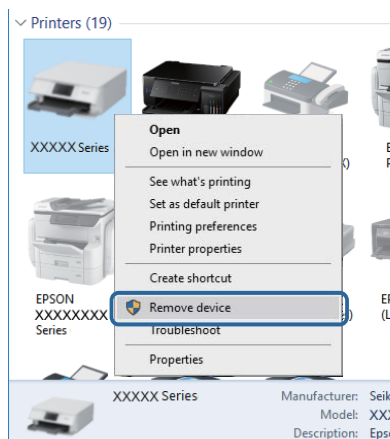 Printers (19)
XXXXX Series
Open
Open in new window
See what's printing
Set as default printer
Printing preferences
Printer properties
Create shortcut
Remove device
Troubleshoot
Properties
EPSON
XXXXXXXX
Series
XXXXX Series
Manufacturer:
Model:
Description: